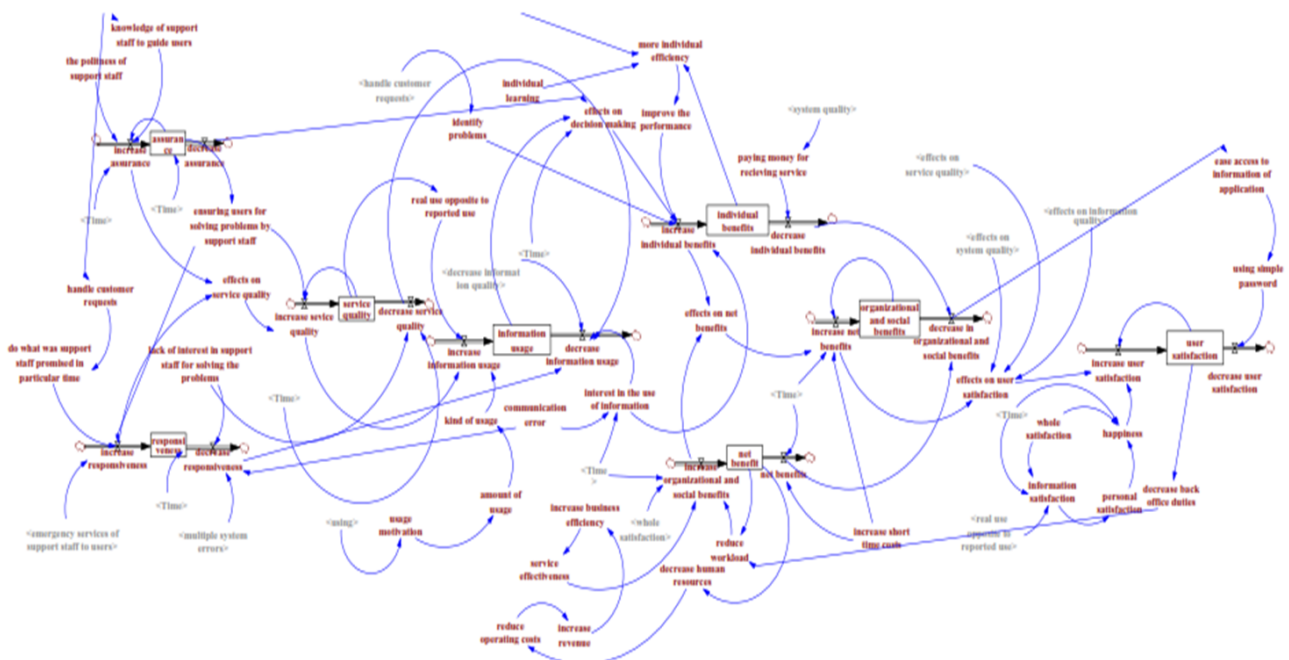 knowledge of support
staff to guide users
the politness of
support staff
assuran
ce
increase
assurance
decrease
assurance
<Time>
<Time>
ensuring users for
solving problems by
support staff
handle customer
requests
effects on
service quality
do what was support
staff promised in
particular time
lack of interest in support
staff for solving the
problems
responsi
veness
increase
responsiveness
decrease
responsiveness
<Time>
<emergency services of
support staff to users>
<multiple system
errors>
<handle customer
requests>
identify
problems
individual
learning
effects on
decision making
more individual
efficiency
improve the
performance
real use opposite to
reported use
<Time>
<decrease informat
ion quality>
service
quality
increase sevice
quality
decrease service
quality
information
usage
increase
information usage
decrease
information usage
<Time>
kind of usage
communication
error
interest in the use
of information
<using>
usage
motivation
amount of
usage
<Time
>
<system quality>
paying money for
recieving service
individual
benefits
increase
individual benefits
decrease
individual benefits
effects on net
benefits
<effects on
service quality>
<effects on
system quality>
<effects on information
quality>
organizational
and social
benefits
increase net
benefits
decrease in
organizational and
social benefits
effects on user
satisfaction
<Time>
net
benefit
increase
organizational and
social benefits
net benefits
increase business
efficiency
<whole
satisfaction>
reduce
workload
service
effectiveness
decrease human
resources
reduce
operating costs
increase
revenue
increase short
time costs
ease access to
information of
application
using simple
password
user
satisfaction
increase user
satisfaction
decrease user
satisfaction
<Time>
whole
satisfaction
happiness
information
satisfaction
personal
satisfaction
decrease back
office duties
<real use
opposite to
reported use>